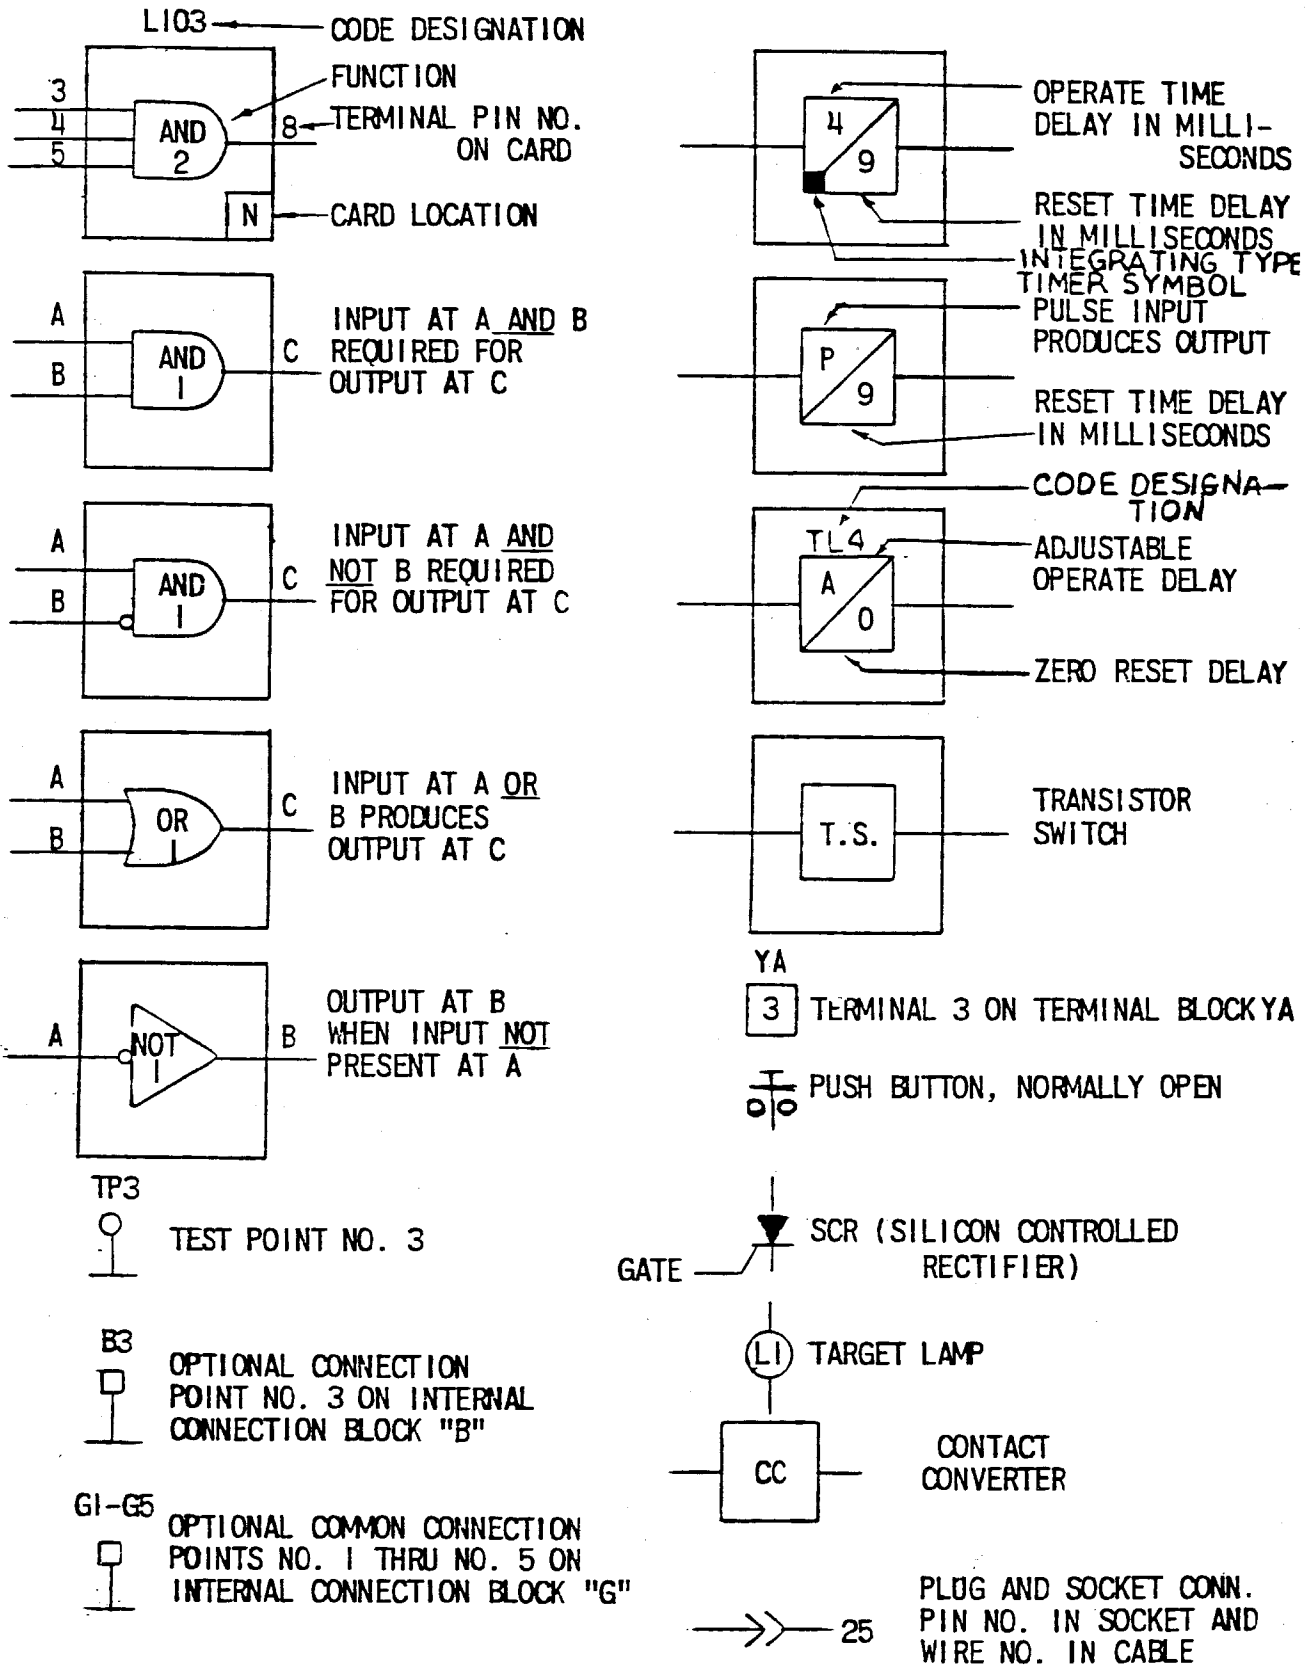 L103
CODE DESIGNATION
FUNCTION
3
4
5
AND
2
8
TERMINAL PIN NO.
ON CARD
N
CARD LOCATION
A
B
AND
1
C
INPUT AT A AND B
REQUIRED FOR
OUTPUT AT C
A
B
AND
1
C
INPUT AT A AND
NOT B REQUIRED
FOR OUTPUT AT C
A
B
OR
1
C
INPUT AT A OR
B PRODUCES
OUTPUT AT C
A
NOT
1
B
OUTPUT AT B
WHEN INPUT NOT
PRESENT AT A
TP3
TEST POINT NO. 3
B3
OPTIONAL CONNECTION
POINT NO. 3 ON INTERNAL
CONNECTION BLOCK "B"
G1-G5
OPTIONAL COMMON CONNECTION
POINTS NO. 1 THRU NO. 5 ON
INTERNAL CONNECTION BLOCK "G"
4
9
OPERATE TIME
DELAY IN MILLI-
SECONDS
RESET TIME DELAY
IN MILLISECONDS
INTEGRATING TYPE
TIMER SYMBOL
P
9
PULSE INPUT
PRODUCES OUTPUT
RESET TIME DELAY
IN MILLISECONDS
CODE DESIGNA-
TION
TL4
A
0
ADJUSTABLE
OPERATE DELAY
ZERO RESET DELAY
T.S.
TRANSISTOR
SWITCH
YA
3
TERMINAL 3 ON TERMINAL BLOCK YA
PUSH BUTTON, NORMALLY OPEN
GATE
SCR (SILICON CONTROLLED
RECTIFIER)
L1
TARGET LAMP
CC
CONTACT
CONVERTER
25
PLUG AND SOCKET CONN.
PIN NO. IN SOCKET AND
WIRE NO. IN CABLE